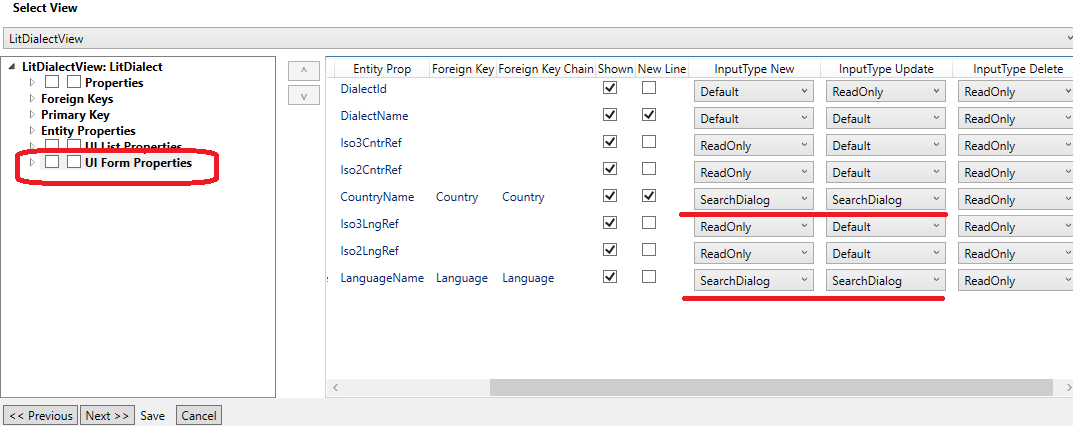 Select View
LitDialectView
LitDialectView: LitDialect
Properties
Foreign Keys
Primary Key
Entity Properties
UI List Properties
UI Form Properties
^
v
Entity Prop Foreign Key Foreign Key Chain Shown New Line InputType New InputType Update InputType Delete
DialectId Default ReadOnly ReadOnly
DialectName Default Default ReadOnly
Iso3CntrRef ReadOnly Default ReadOnly
Iso2CntrRef ReadOnly Default ReadOnly
CountryName Country Country SearchDialog SearchDialog ReadOnly
Iso3LngRef ReadOnly Default ReadOnly
Iso2LngRef ReadOnly Default ReadOnly
LanguageName Language Language SearchDialog SearchDialog ReadOnly
<< Previous Next >> Save Cancel